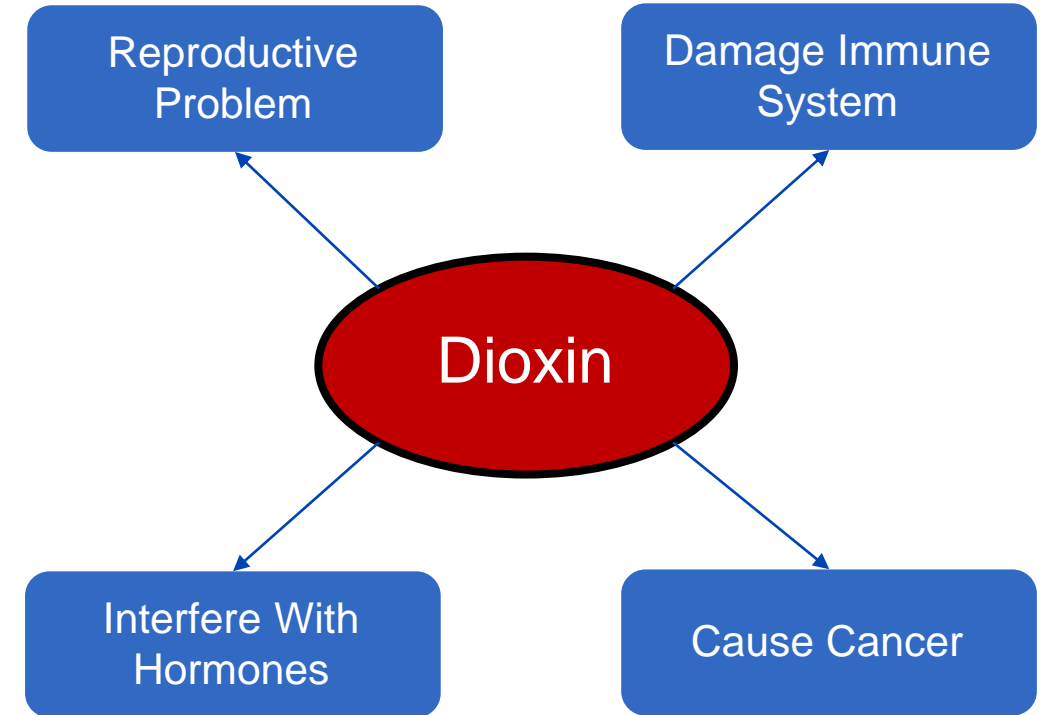 Reproductive
Problem
Damage Immune
System
Dioxin
Interfere With
Hormones
Cause Cancer